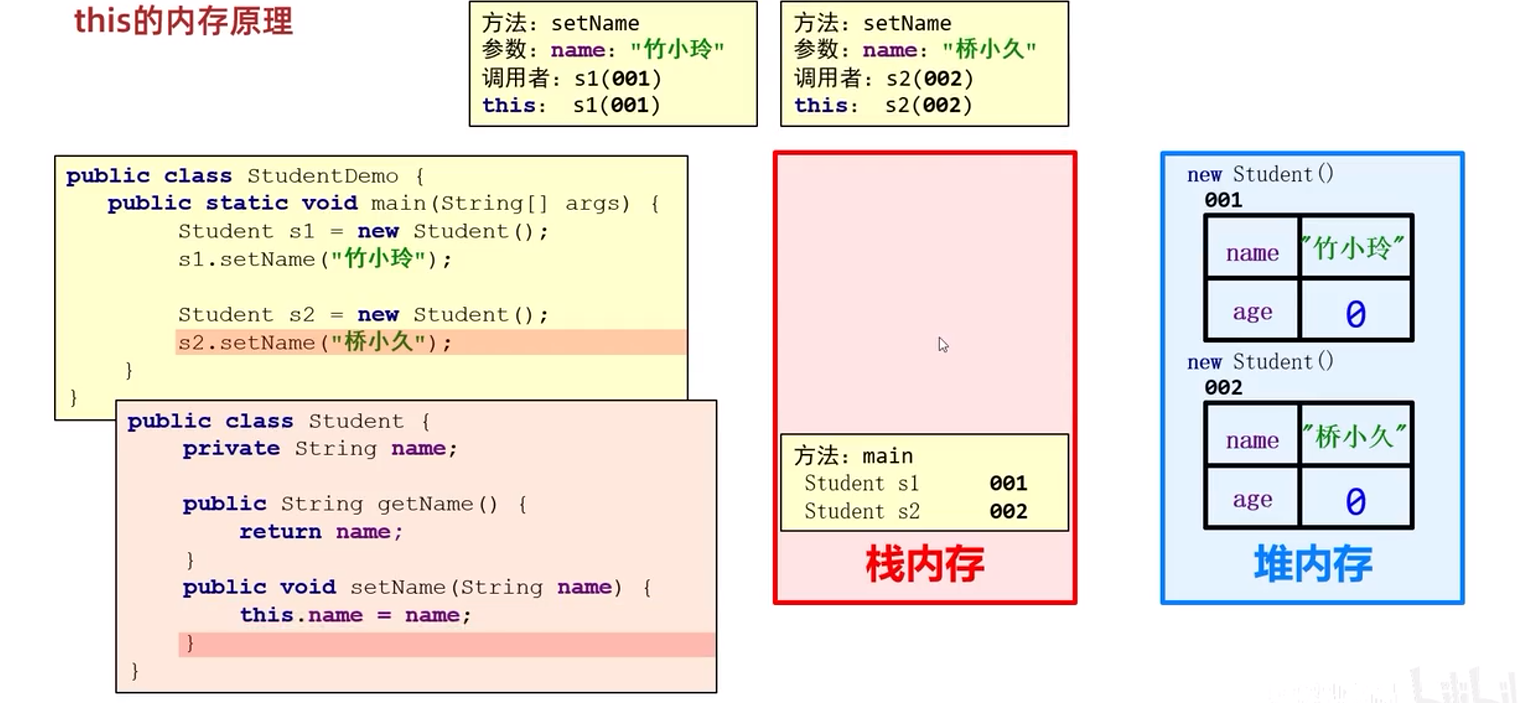 this的内存原理
方法：setName
参数：name："竹小玲"
调用者：s1(001)
this： s1(001)
方法：setName
参数：name："桥小久"
调用者：s2(002)
this： s2(002)
public class StudentDemo {
public static void main(String[] args) {
Student s1 = new Student();
s1.setName("竹小玲");
Student s2 = new Student();
s2.setName("桥小久");
}
}
public class Student {
private String name;
public String getName() {
return name;
}
public void setName(String name) {
this.name = name;
}
}
方法：main
Student s1 001
Student s2 002
栈内存
new Student()
001
name "竹小玲"
age 0
new Student()
002
name "桥小久"
age 0
堆内存